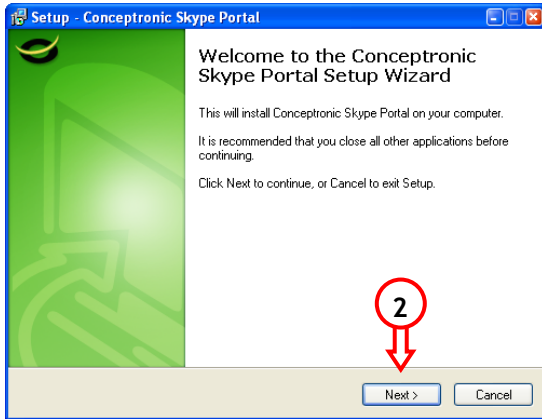 Setup - Conceptronic Skype Portal
Welcome to the Conceptronic
Skype Portal Setup Wizard
This will install Conceptronic Skype Portal on your computer.
It is recommended that you close all other applications before
continuing.
Click Next to continue, or Cancel to exit Setup.
2
Next >
Cancel